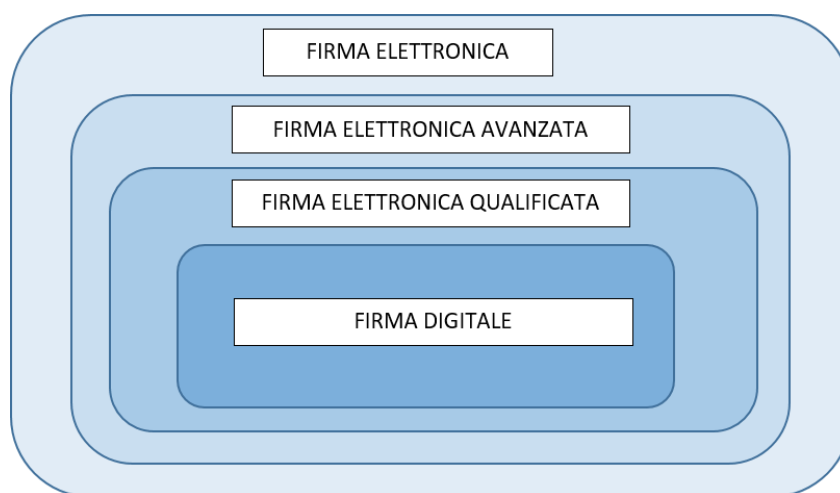 FIRMA ELETTRONICA
FIRMA ELETTRONICA AVANZATA
FIRMA ELETTRONICA QUALIFICATA
FIRMA DIGITALE